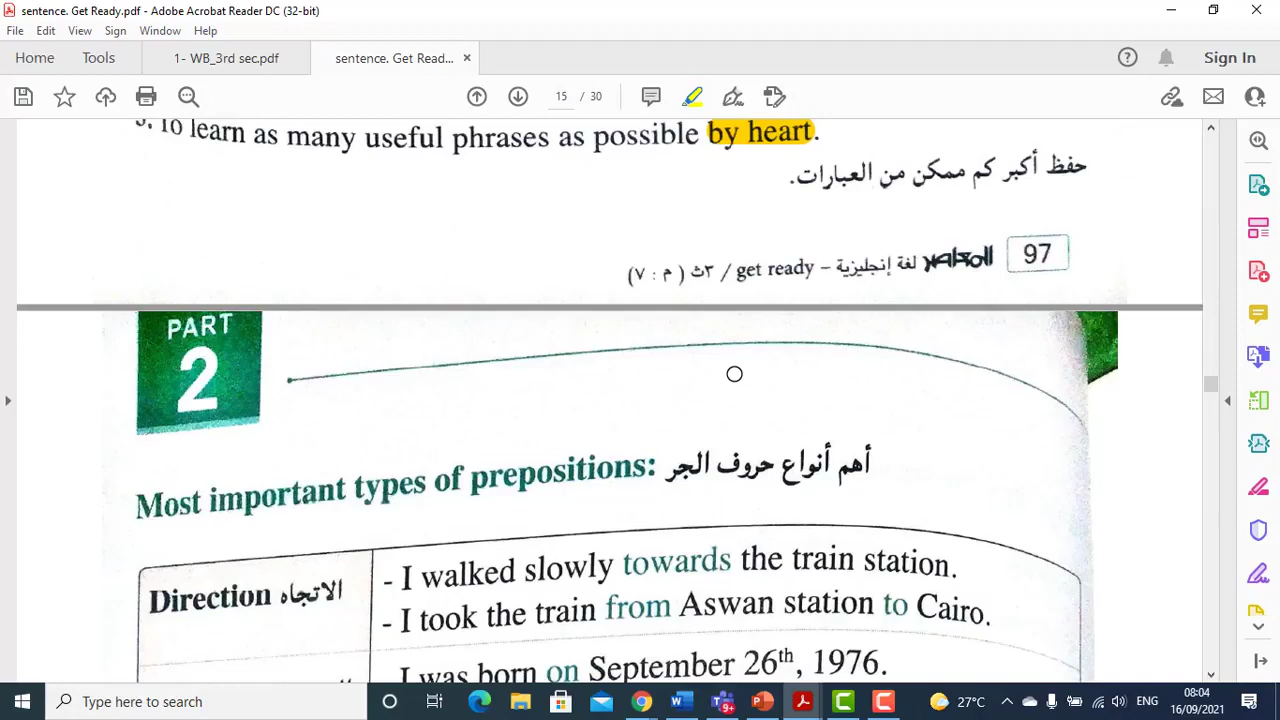 sentence. Get Ready.pdf - Adobe Acrobat Reader DC (32-bit)
File Edit View Sign Window Help
Home Tools 1- WB_3rd sec.pdf sentence. Get Read... × Sign In
15 / 30
To learn as many useful phrases as possible by heart.
حفظ أكبر كم ممكن من العبارات.
97 المعاصر لغة إنجليزية – get ready / ٣ث ( م : ٧)
PART
2
Most important types of prepositions: أهم أنواع حروف الجر
Direction الاتجاه
- I walked slowly towards the train station.
- I took the train from Aswan station to Cairo.
I was born on September 26th, 1976.
Type here to search
9+
27°C
ENG
08:04
16/09/2021